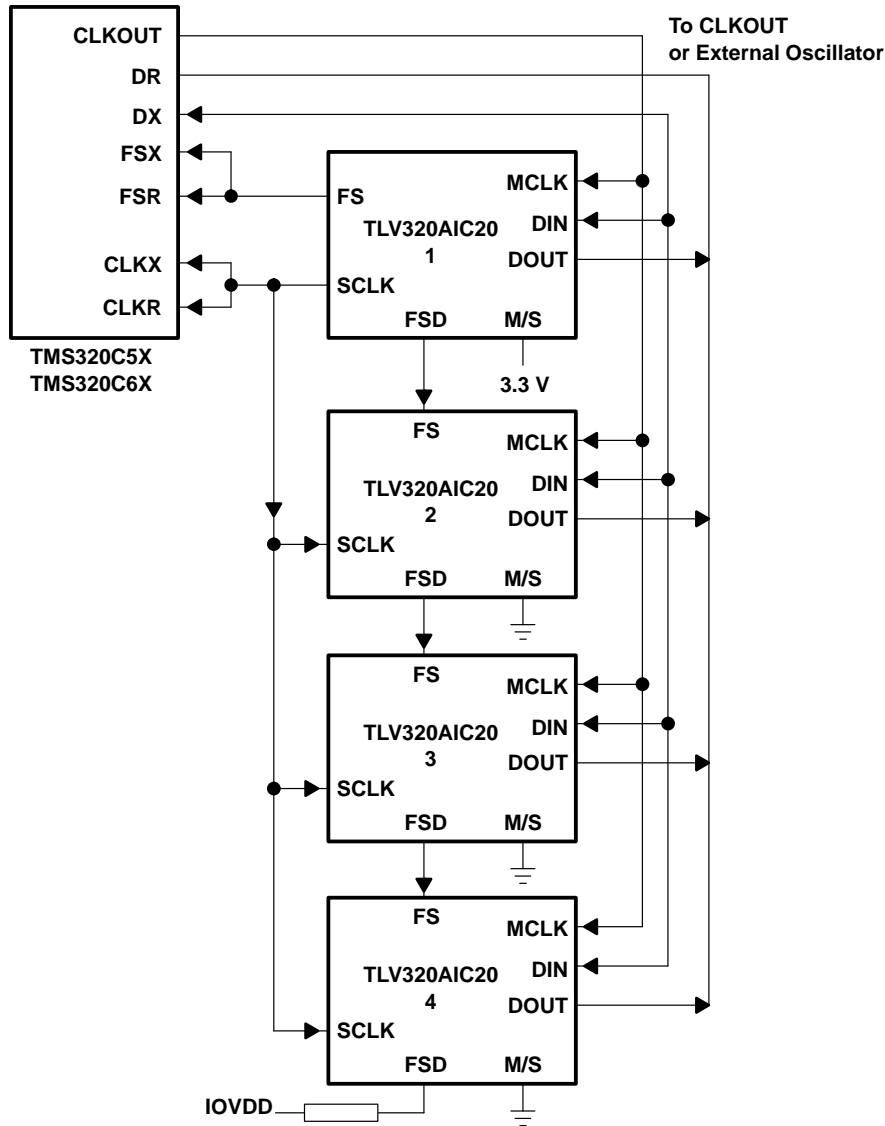 To CLKOUT
or External Oscillator
CLKOUT
DR
DX
FSX
FSR
CLKX
CLKR
TMS320C5X
TMS320C6X
FS
MCLK
DIN
TLV320AIC20
1
DOUT
SCLK
FSD M/S
3.3 V
FS
MCLK
DIN
TLV320AIC20
2
DOUT
SCLK
FSD M/S
FS
MCLK
DIN
TLV320AIC20
3
DOUT
SCLK
FSD M/S
FS
MCLK
DIN
TLV320AIC20
4
DOUT
SCLK
FSD M/S
IOVDD